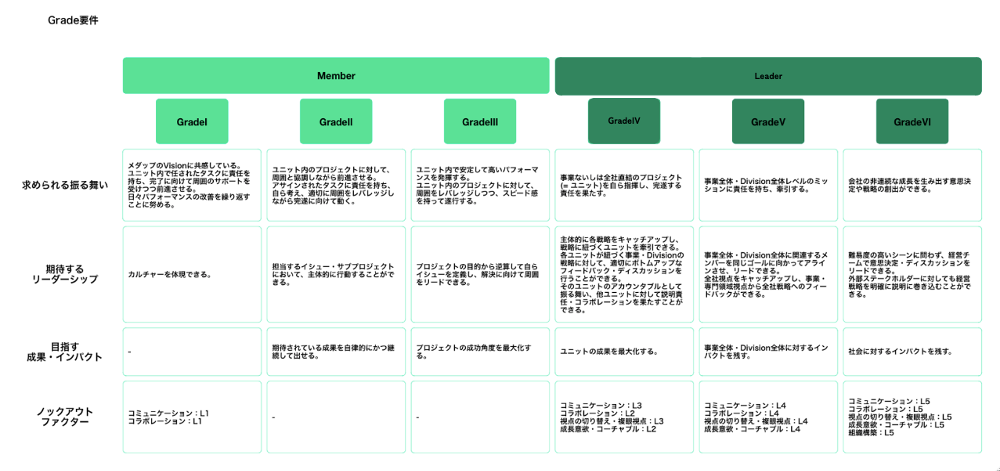 Grade要件
Member
Leader
GradeI
GradeII
GradeIII
GradeIV
GradeV
GradeVI
求められる振る舞い
メダップのVisionに共感している。
ユニット内で任されたタスクに責任を
持ち、完了に向けて周囲のサポートを
受けつつ前進させる。
日々パフォーマンスの改善を繰り返す
ことに努める。
ユニット内のプロジェクトに対して、
周囲と協調しながら前進させる。
アサインされたタスクに責任を持ち、
自ら考え、適切に周囲をレバレッジし
ながら完遂に向けて動く。
ユニット内で安定して高いパフォーマ
ンスを発揮する。
ユニット内のプロジェクトに対して、
周囲をレバレッジしつつ、スピード感
を持って遂行する。
事業ないしは全社直結のプロジェクト
(= ユニット)を自ら指揮し、完遂する
責任を果たす。
事業全体・Division全体レベルのミッ
ションに責任を持ち、牽引する。
会社の非連続な成長を生み出す意思決
定や戦略の創出ができる。
期待する
リーダーシップ
カルチャーを体現できる。
担当するイシュー・サブプロジェクト
において、主体的に行動することがで
きる。
プロジェクトの目的から逆算して自ら
イシューを定義し、解決に向けて周囲
をリードできる。
主体的に各戦略をキャッチアップし、
戦略に紐づくユニットを牽引できる。
各ユニットが紐づく事業・Divisionの
戦略に対して、適切にボトムアップな
フィードバック・ディスカッションを
行うことができる。
そのユニットのアカウンタブルとして
振る舞い、他ユニットに対して説明責
任・コラボレーションを果たすことが
できる。
事業全体・Division全体に関連するメ
ンバーを同じゴールに向かってアライ
ンさせ、リードできる。
全社視点をキャッチアップし、事業・
専門領域視点から全社戦略へのフィー
ドバックができる。
難易度の高いシーンに問わず、経営チ
ームで意思決定・ディスカッションを
リードできる。
外部ステークホルダーに対しても経営
戦略を明確に説明に巻き込むことがで
きる。
目指す
成果・インパクト
-
期待されている成果を自律的にかつ継
続して出せる。
プロジェクトの成功角度を最大化す
る。
ユニットの成果を最大化する。
事業全体・Division全体に対するイン
パクトを残す。
社会に対するインパクトを残す。
ノックアウト
ファクター
コミュニケーション：L1
コラボレーション：L1
-
-
コミュニケーション：L3
コラボレーション：L2
視点の切り替え・複眼視点：L3
成長意欲・コーチャブル：L2
コミュニケーション：L4
コラボレーション：L4
視点の切り替え・複眼視点：L4
成長意欲・コーチャブル：L4
コミュニケーション：L5
コラボレーション：L5
視点の切り替え・複眼視点：L5
成長意欲・コーチャブル：L5
組織構築：L5